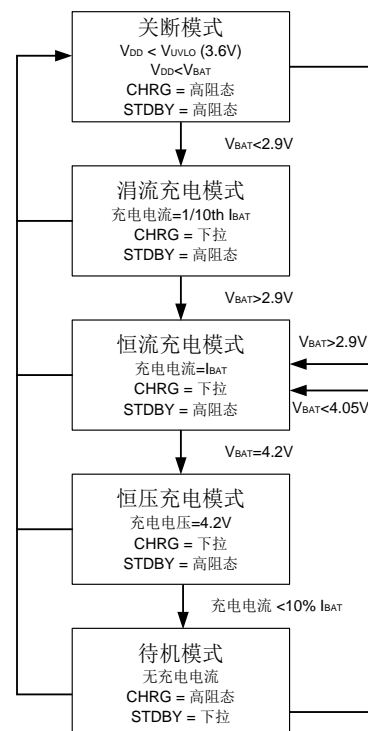 关断模式
VDD < VUVLO (3.6V)
VDD<VBAT
CHRG = 高阻态
STDBY = 高阻态
VBAT<2.9V
涓流充电模式
充电电流=1/10th IBAT
CHRG = 下拉
STDBY = 高阻态
VBAT>2.9V
恒流充电模式
充电电流=IBAT
CHRG = 下拉
STDBY = 高阻态
VBAT>2.9V
VBAT<4.05V
VBAT=4.2V
恒压充电模式
充电电压=4.2V
CHRG = 下拉
STDBY = 高阻态
充电电流 <10% IBAT
待机模式
无充电电流
CHRG = 高阻态
STDBY = 下拉